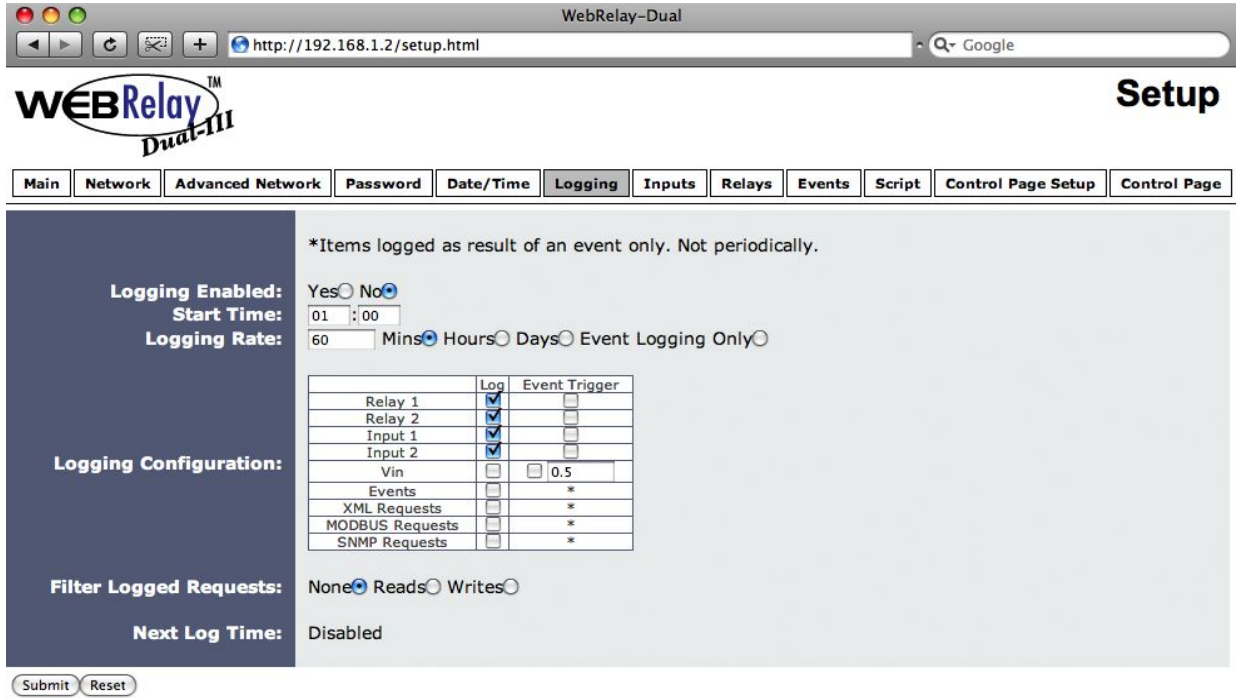 WebRelay-Dual
http://192.168.1.2/setup.html
Google
WEBRelay TM
Dual-III
Setup
Main Network Advanced Network Password Date/Time Logging Inputs Relays Events Script Control Page Setup Control Page
*Items logged as result of an event only. Not periodically.
Logging Enabled: Yes No
Start Time: 01 : 00
Logging Rate: 60 Mins Hours Days Event Logging Only
Logging Configuration:
Log Event Trigger
Relay 1
Relay 2
Input 1
Input 2
Vin 0.5
Events *
XML Requests *
MODBUS Requests *
SNMP Requests *
Filter Logged Requests: None Reads Writes
Next Log Time: Disabled
Submit Reset